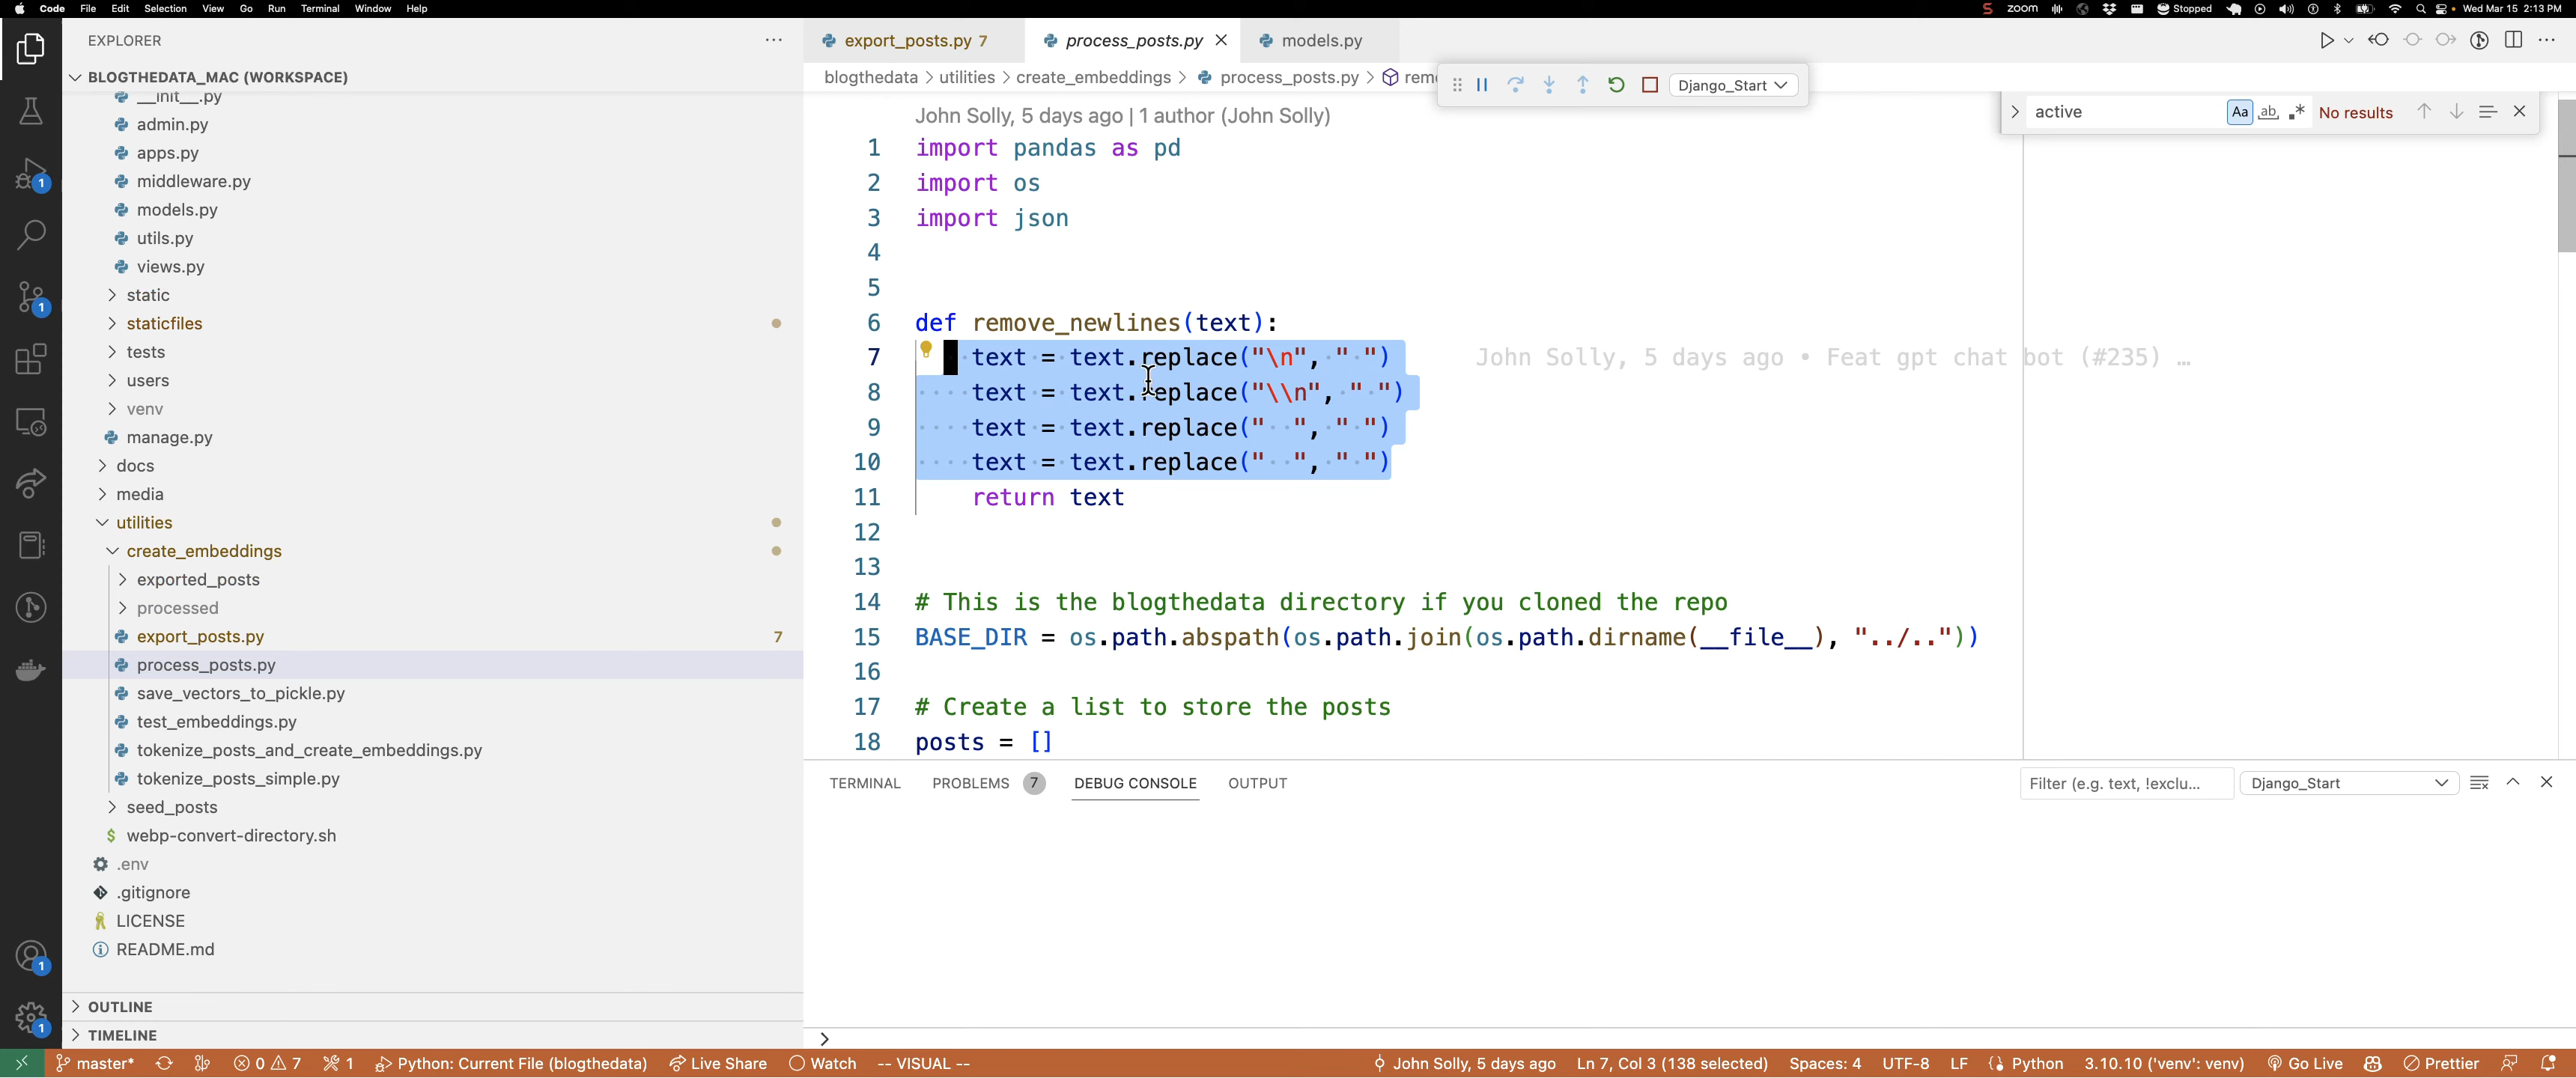 Code File Edit Selection View Go Run Terminal Window Help
zoom Stopped Wed Mar 15 2:13 PM
EXPLORER
BLOGTHEDATA_MAC (WORKSPACE)
__init__.py
admin.py
apps.py
middleware.py
models.py
utils.py
views.py
static
staticfiles
tests
users
venv
manage.py
docs
media
utilities
create_embeddings
exported_posts
processed
export_posts.py 7
process_posts.py
save_vectors_to_pickle.py
test_embeddings.py
tokenize_posts_and_create_embeddings.py
tokenize_posts_simple.py
seed_posts
$ webp-convert-directory.sh
.env
.gitignore
LICENSE
README.md
OUTLINE
TIMELINE
1
1
1
1
export_posts.py 7
process_posts.py
models.py
blogthedata > utilities > create_embeddings > process_posts.py > rem
Django_Start
active Aa ab No results
John Solly, 5 days ago | 1 author (John Solly)
1 import pandas as pd
2 import os
3 import json
4
5
6 def remove_newlines(text):
7 text = text.replace("\n", " ") John Solly, 5 days ago • Feat gpt chat bot (#235) …
8 text = text.replace("\\n", " ")
9 text = text.replace("  ", " ")
10 text = text.replace("  ", " ")
11 return text
12
13
14 # This is the blogthedata directory if you cloned the repo
15 BASE_DIR = os.path.abspath(os.path.join(os.path.dirname(__file__), "../.."))
16
17 # Create a list to store the posts
18 posts = []
TERMINAL PROBLEMS 7 DEBUG CONSOLE OUTPUT
Filter (e.g. text, !exclu... Django_Start
>
master* 0 7 1 Python: Current File (blogthedata) Live Share Watch -- VISUAL -- John Solly, 5 days ago Ln 7, Col 3 (138 selected) Spaces: 4 UTF-8 LF Python 3.10.10 ('venv': venv) Go Live Prettier